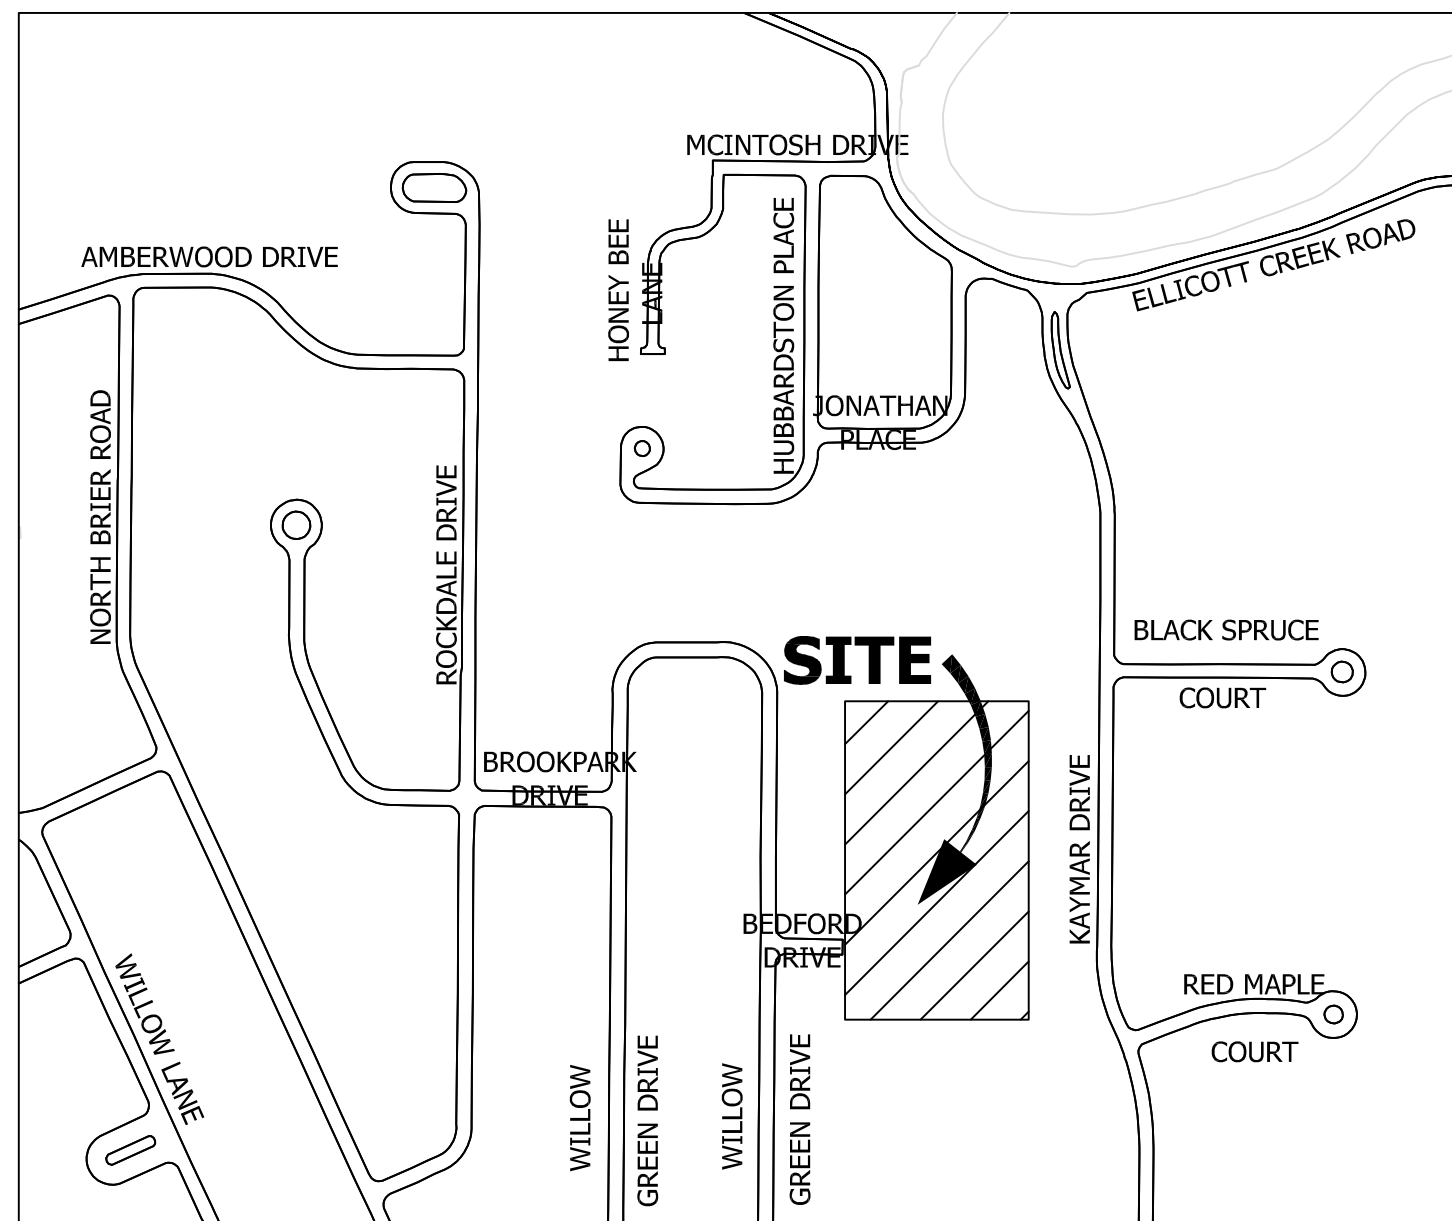 MCINTOSH DRIVE
AMBERWOOD DRIVE
HONEY BEE
LANE
HUBBARDSTON PLACE
ELLICOTT CREEK ROAD
JONATHAN
PLACE
NORTH BRIER ROAD
ROCKDALE DRIVE
SITE
BLACK SPRUCE
COURT
BROOKPARK
DRIVE
KAYMAR DRIVE
BEDFORD
DRIVE
WILLOW LANE
RED MAPLE
COURT
WILLOW
GREEN DRIVE
WILLOW
GREEN DRIVE